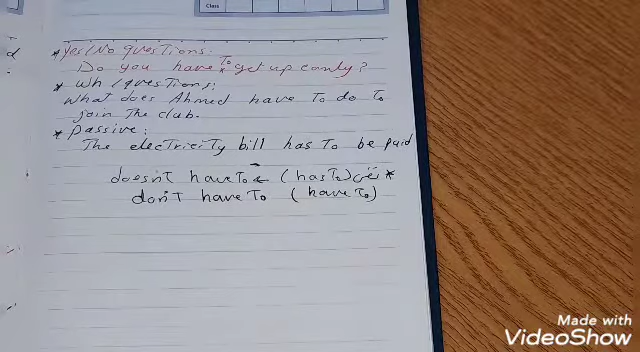 Class
* Yes/No questions:
Do you have To get up early?
* Wh/questions:
What does Ahmed have To do To
join The club.
* Passive:
The electricity bill has To be paid
doesn't have To ← (has To) نفي *
don't have To (have To)
Made with
VideoShow